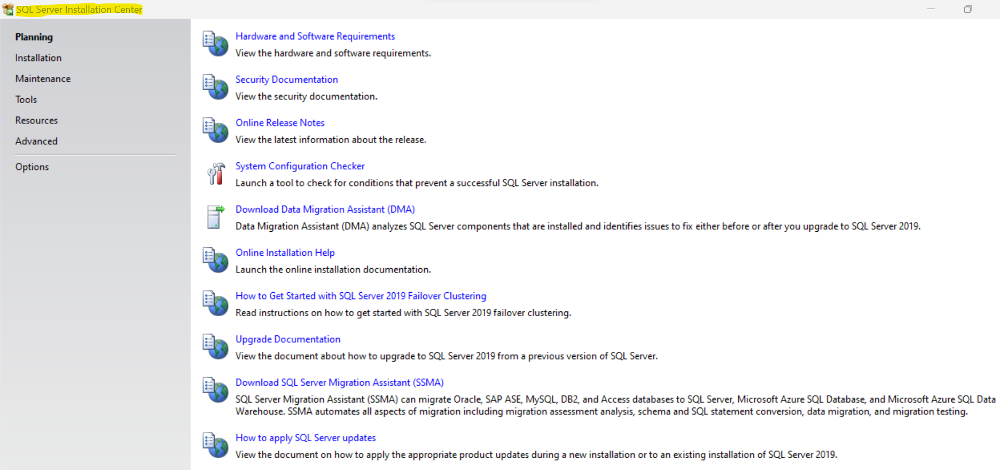 SQL Server Installation Center
Planning
Installation
Maintenance
Tools
Resources
Advanced
Options
Hardware and Software Requirements
View the hardware and software requirements.
Security Documentation
View the security documentation.
Online Release Notes
View the latest information about the release.
System Configuration Checker
Launch a tool to check for conditions that prevent a successful SQL Server installation.
Download Data Migration Assistant (DMA)
Data Migration Assistant (DMA) analyzes SQL Server components that are installed and identifies issues to fix either before or after you upgrade to SQL Server 2019.
Online Installation Help
Launch the online installation documentation.
How to Get Started with SQL Server 2019 Failover Clustering
Read instructions on how to get started with SQL Server 2019 failover clustering.
Upgrade Documentation
View the document about how to upgrade to SQL Server 2019 from a previous version of SQL Server.
Download SQL Server Migration Assistant (SSMA)
SQL Server Migration Assistant (SSMA) can migrate Oracle, SAP ASE, MySQL, DB2, and Access databases to SQL Server, Microsoft Azure SQL Database, and Microsoft Azure SQL Data
Warehouse. SSMA automates all aspects of migration including migration assessment analysis, schema and SQL statement conversion, data migration, and migration testing.
How to apply SQL Server updates
View the document on how to apply the appropriate product updates during a new installation or to an existing installation of SQL Server 2019.